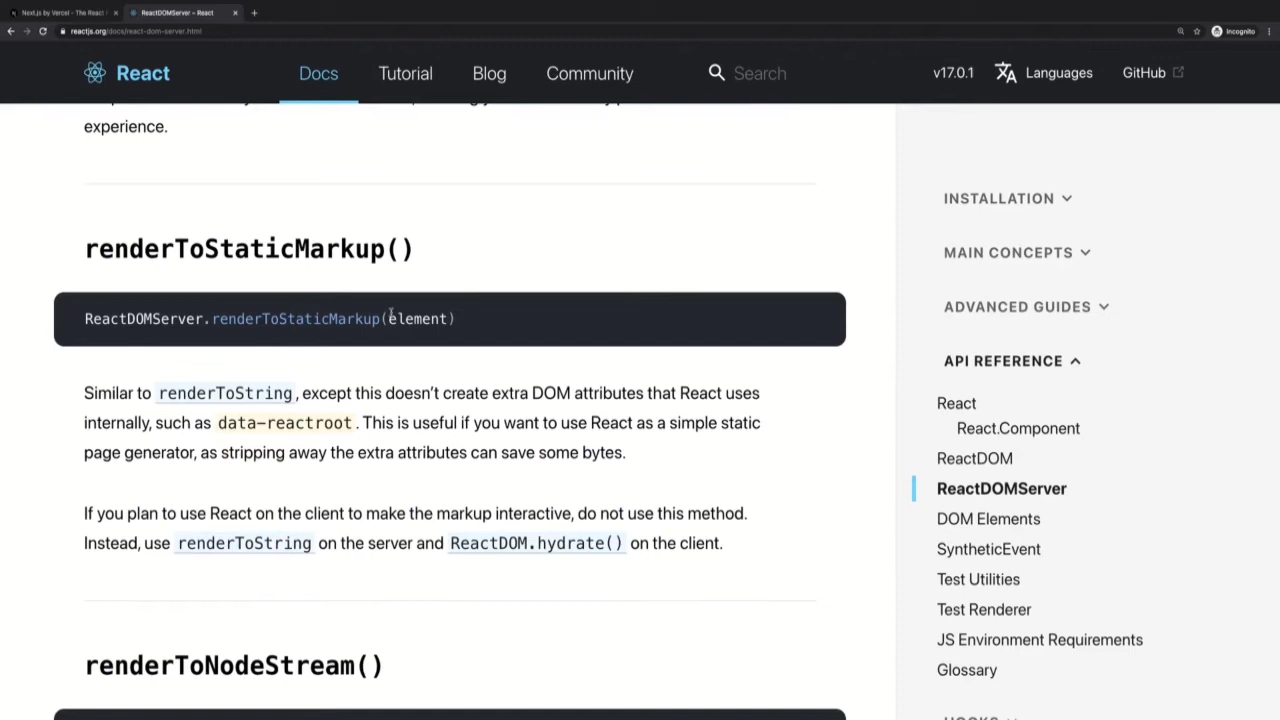 Next.js by Vercel - The React
ReactDOMServer – React
reactjs.org/docs/react-dom-server.html
Incognito
React
Docs
Tutorial
Blog
Community
Search
v17.0.1
Languages
GitHub
experience.
renderToStaticMarkup()
ReactDOMServer.renderToStaticMarkup(element)
Similar to renderToString, except this doesn’t create extra DOM attributes that React uses
internally, such as data-reactroot. This is useful if you want to use React as a simple static
page generator, as stripping away the extra attributes can save some bytes.
If you plan to use React on the client to make the markup interactive, do not use this method.
Instead, use renderToString on the server and ReactDOM.hydrate() on the client.
renderToNodeStream()
INSTALLATION
MAIN CONCEPTS
ADVANCED GUIDES
API REFERENCE
React
React.Component
ReactDOM
ReactDOMServer
DOM Elements
SyntheticEvent
Test Utilities
Test Renderer
JS Environment Requirements
Glossary
HOOKS